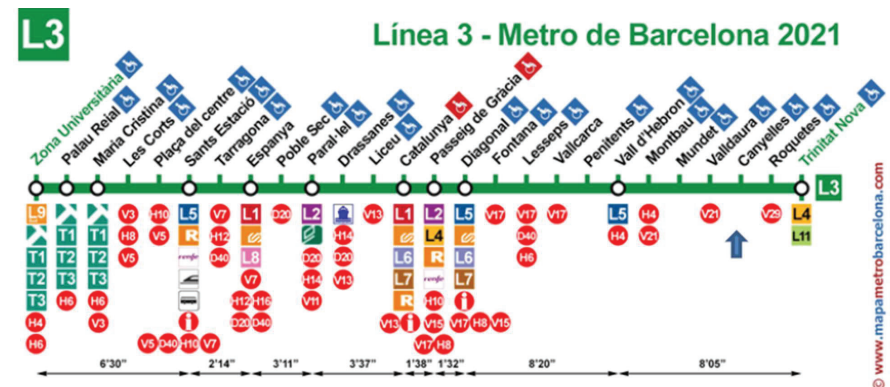 L3
Línea 3 - Metro de Barcelona 2021
Zona Universitària
Palau Reial
Maria Cristina
Les Corts
Plaça del centre
Sants Estació
Tarragona
Espanya
Poble Sec
Paral·lel
Drassanes
Liceu
Catalunya
Passeig de Gràcia
Diagonal
Fontana
Lesseps
Vallcarca
Penitents
Vall d'Hebron
Montbau
Mundet
Valldaura
Canyelles
Roquetes
Trinitat Nova
L3
L9 V3 H10 L5 V7 L1 D20 L2 V13 L1 L2 L5 V17 V17 V17 L5 H4 V21 V29 L4
T1 T1 H8 V5 R H12 H14 L4 D40 H4 V21 L11
T1 T2 T2 V5 renfe D40 L8 D20 D20 L6 R L6 H6
T2 T3 T3 V7 H14 V13 L7 renfe L7
T3 H6 H6 H12 H16 V11 R H10 i
H4 V3 i D20 D40 V13 i V15 V17 H8 V15
H6 V5 D40 H10 V7 V17 H8
6'30" 2'14" 3'11" 3'37" 1'38" 1'32" 8'20" 8'05"
© www.mapametrobarcelona.com